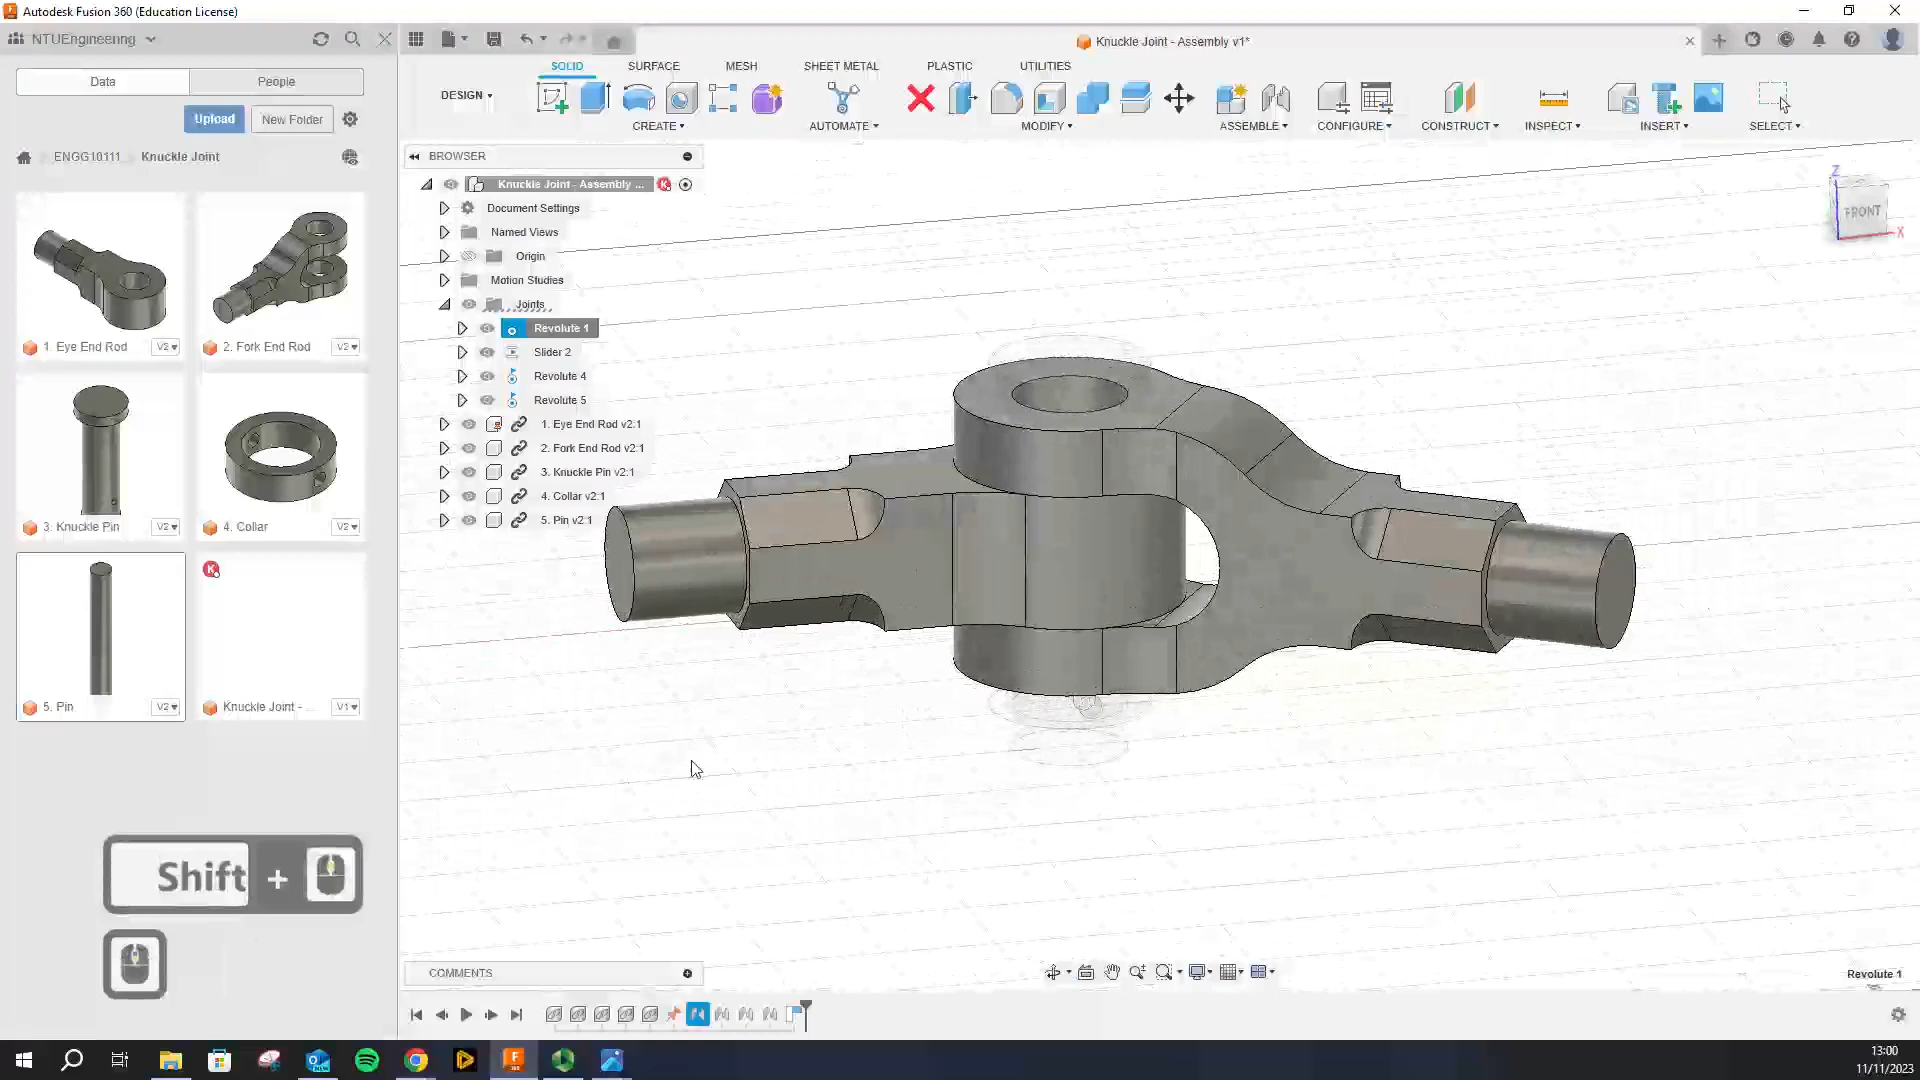 Autodesk Fusion 360 (Education License)
NTUEngineering
Knuckle Joint - Assembly v1*
Data
People
Upload
New Folder
ENGG10111
Knuckle Joint
1. Eye End Rod
V2
2. Fork End Rod
V2
3. Knuckle Pin
V2
4. Collar
V2
5. Pin
V2
Knuckle Joint - ...
V1
SOLID
SURFACE
MESH
SHEET METAL
PLASTIC
UTILITIES
DESIGN
CREATE
AUTOMATE
MODIFY
ASSEMBLE
CONFIGURE
CONSTRUCT
INSPECT
INSERT
SELECT
BROWSER
Knuckle Joint - Assembly ...
Document Settings
Named Views
Origin
Motion Studies
Joints
Revolute 1
Slider 2
Revolute 4
Revolute 5
1. Eye End Rod v2:1
2. Fork End Rod v2:1
3. Knuckle Pin v2:1
4. Collar v2:1
5. Pin v2:1
Z
FRONT
X
Shift +
COMMENTS
Revolute 1
13:00
11/11/2023